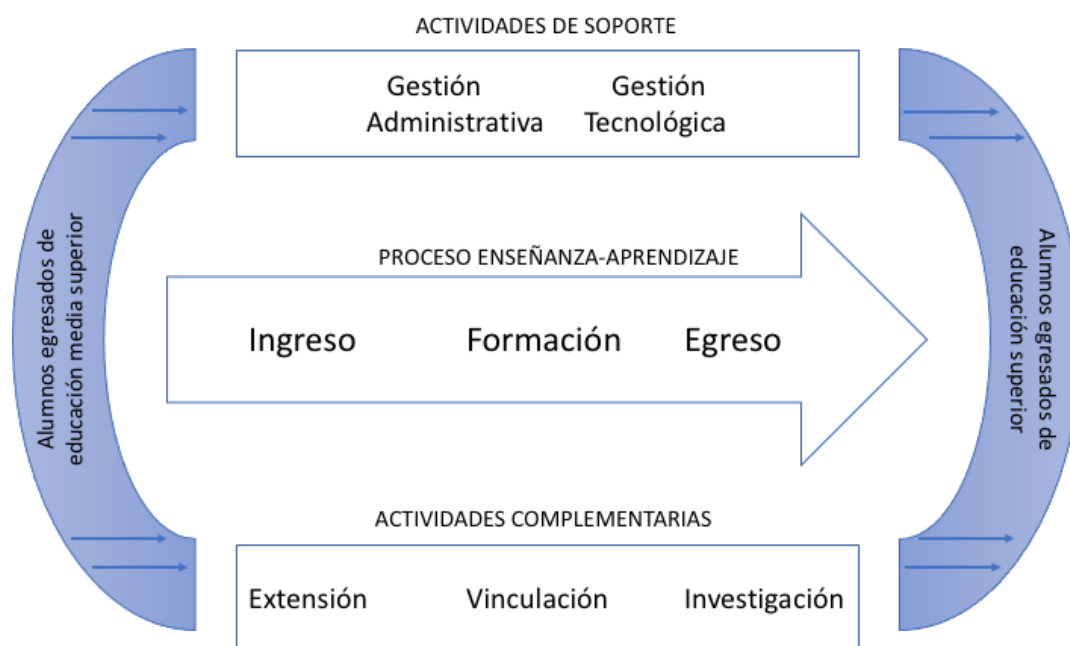 ACTIVIDADES DE SOPORTE
Gestión Administrativa
Gestión Tecnológica
Alumnos egresados de
educación media superior
PROCESO ENSEÑANZA-APRENDIZAJE
Ingreso Formación Egreso
Alumnos egresados de
educación superior
ACTIVIDADES COMPLEMENTARIAS
Extensión Vinculación Investigación